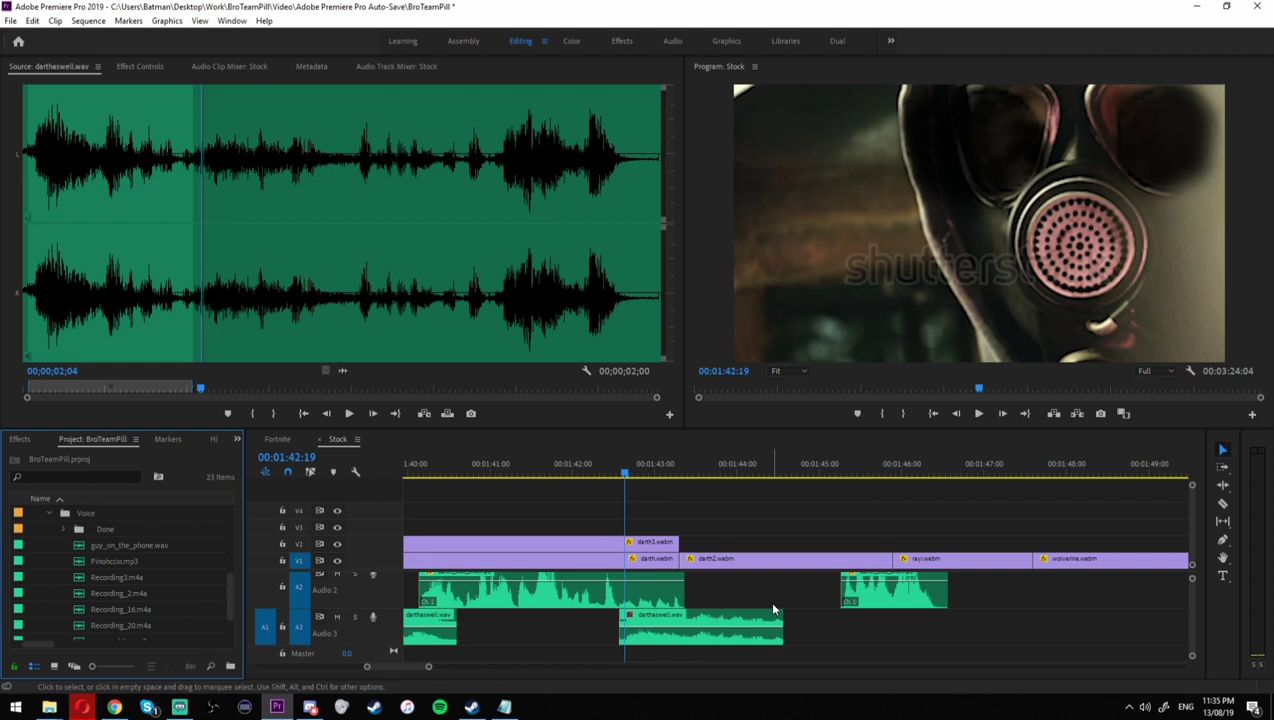 Adobe Premiere Pro 2019 - C:\Users\Batman\Desktop\Work\BroTeamPill\Video\Adobe Premiere Pro Auto-Save\BroTeamPill *
File Edit Clip Sequence Markers Graphics View Window Help
Learning Assembly Editing Color Effects Audio Graphics Libraries Dual
Source: darthaswell.wav Effect Controls Audio Clip Mixer: Stock Metadata Audio Track Mixer: Stock
Program: Stock
L
R
shutterst
00;00;02;04 00;00;02;00
00:01:42:19 Fit Full 00:03:24:04
Effects Project: BroTeamPill Markers Hi
Fortnite Stock
BroTeamPill.prproj
00:01:42:19
23 Items
1:40:00 00:01:41:00 00:01:42:00 00:01:43:00 00:01:44:00 00:01:45:00 00:01:46:00 00:01:47:00 00:01:48:00 00:01:49:00
Name
Voice
Done
guy_on_the_phone.wav
Pinohccio.mp3
Recording3.m4a
Recording_2.m4a
Recording_16.m4a
Recording_20.m4a
V4
V3
V2 darth3.webm
V1 darth.webm darth2.webm ray1.webm wolverine.webm
A2 M S Audio 2 Ch 1 Ch 1
A1 A3 M S Audio 3 darthaswell.wav darthaswell.wav
Master 0.0
S S
Click to select, or click in empty space and drag to marquee select. Use Shift, Alt, and Ctrl for other options.
ENG
11:35 PM
13/08/19